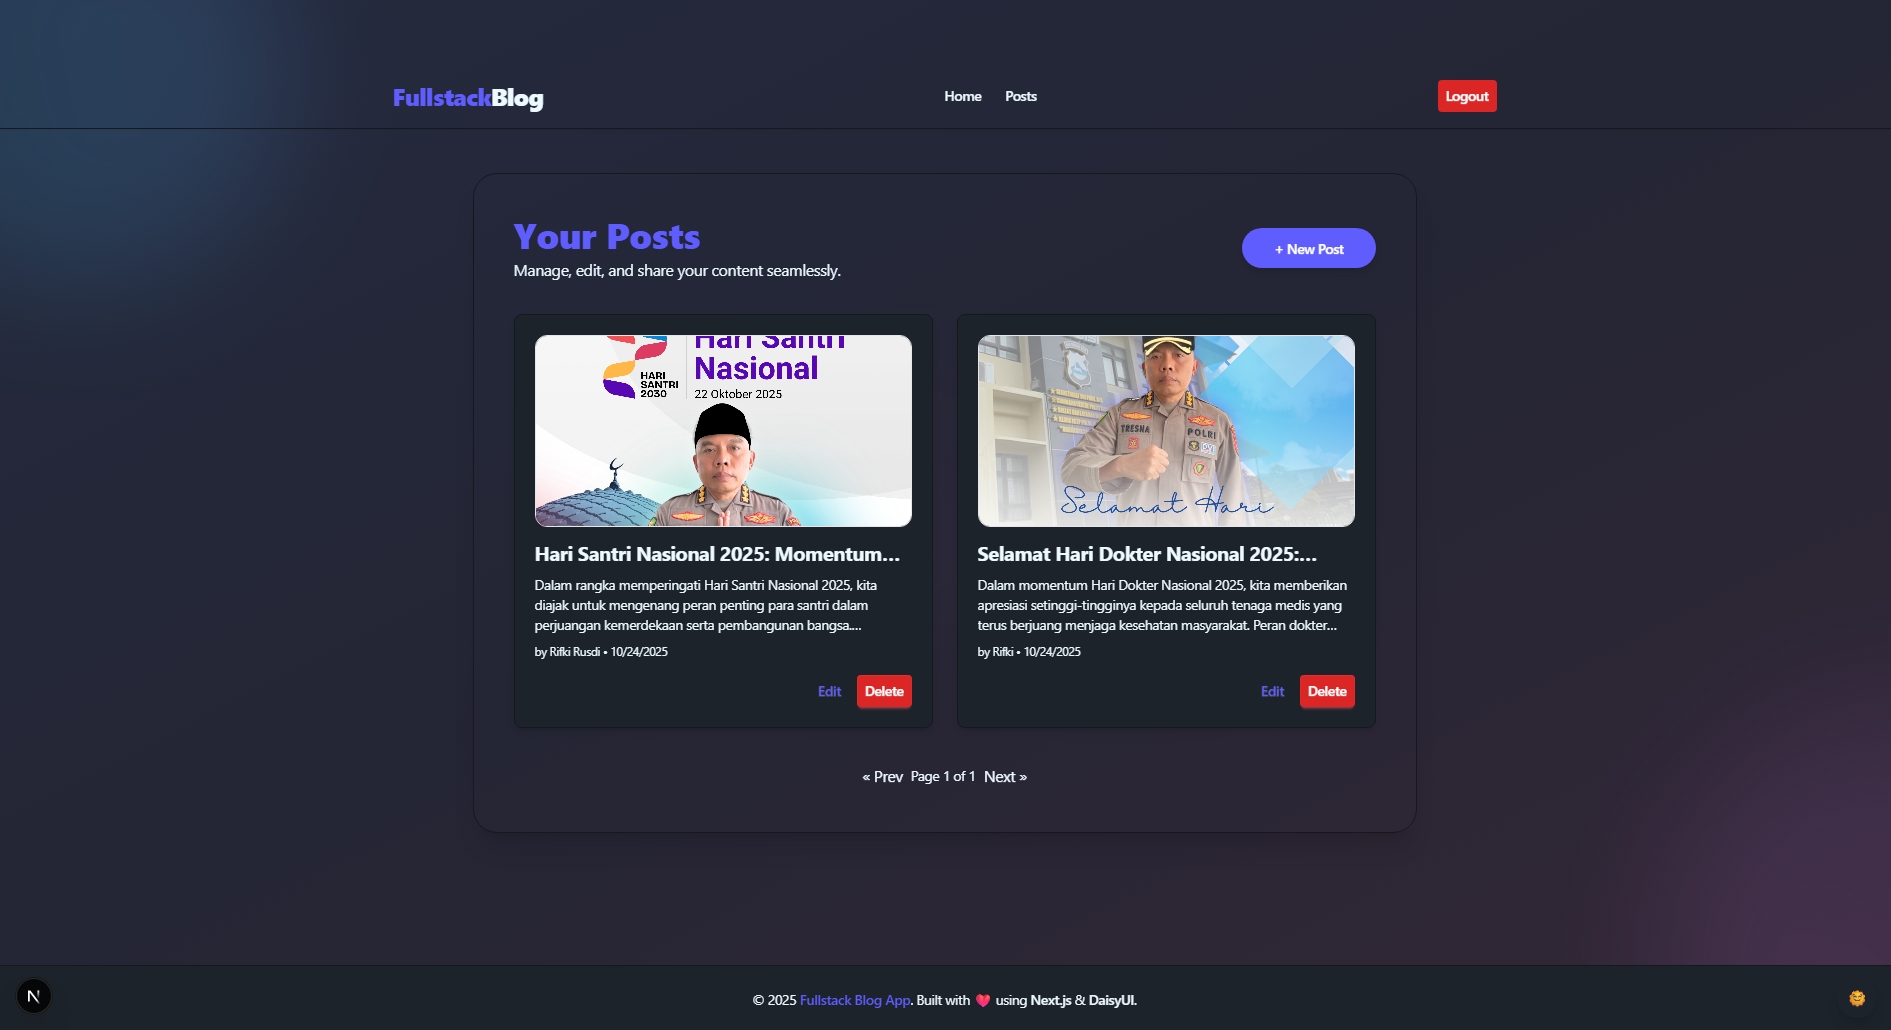 FullstackBlog
Home
Posts
Logout
Your Posts
Manage, edit, and share your content seamlessly.
+ New Post
Hari Santri
Nasional
HARI
SANTRI
2030
22 Oktober 2025
TRESNA
POLRI
Selamat Hari
Hari Santri Nasional 2025: Momentum...
Dalam rangka memperingati Hari Santri Nasional 2025, kita
diajak untuk mengenang peran penting para santri dalam
perjuangan kemerdekaan serta pembangunan bangsa....
by Rifki Rusdi • 10/24/2025
Edit
Delete
Selamat Hari Dokter Nasional 2025:...
Dalam momentum Hari Dokter Nasional 2025, kita memberikan
apresiasi setinggi-tingginya kepada seluruh tenaga medis yang
terus berjuang menjaga kesehatan masyarakat. Peran dokter...
by Rifki • 10/24/2025
Edit
Delete
« Prev Page 1 of 1 Next »
N
© 2025 Fullstack Blog App. Built with ❤️ using Next.js & DaisyUI.